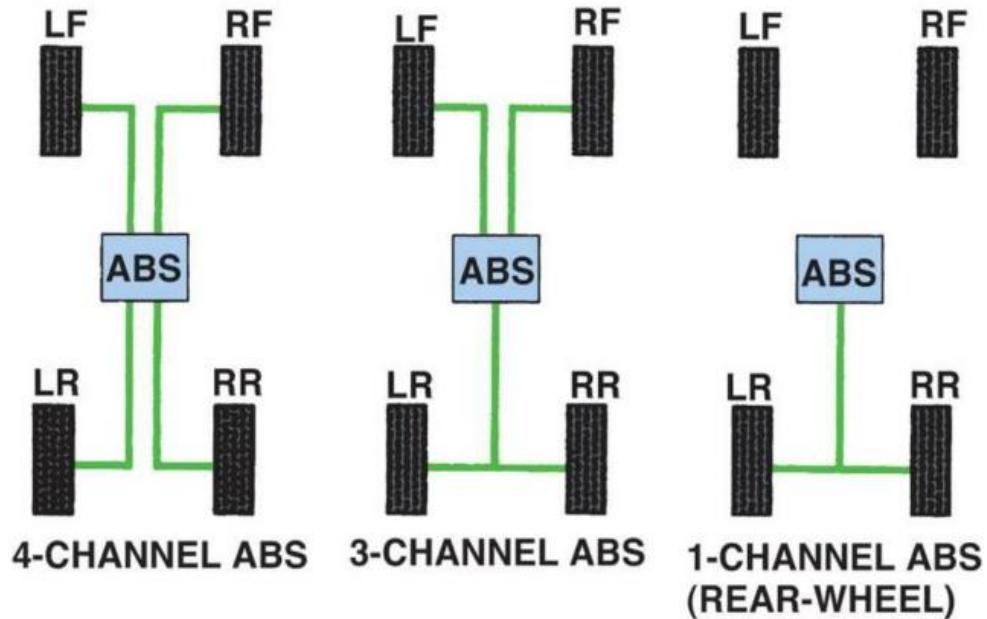 LF RF
ABS
LR RR
4-CHANNEL ABS
LF RF
ABS
LR RR
3-CHANNEL ABS
LF RF
ABS
LR RR
1-CHANNEL ABS
(REAR-WHEEL)